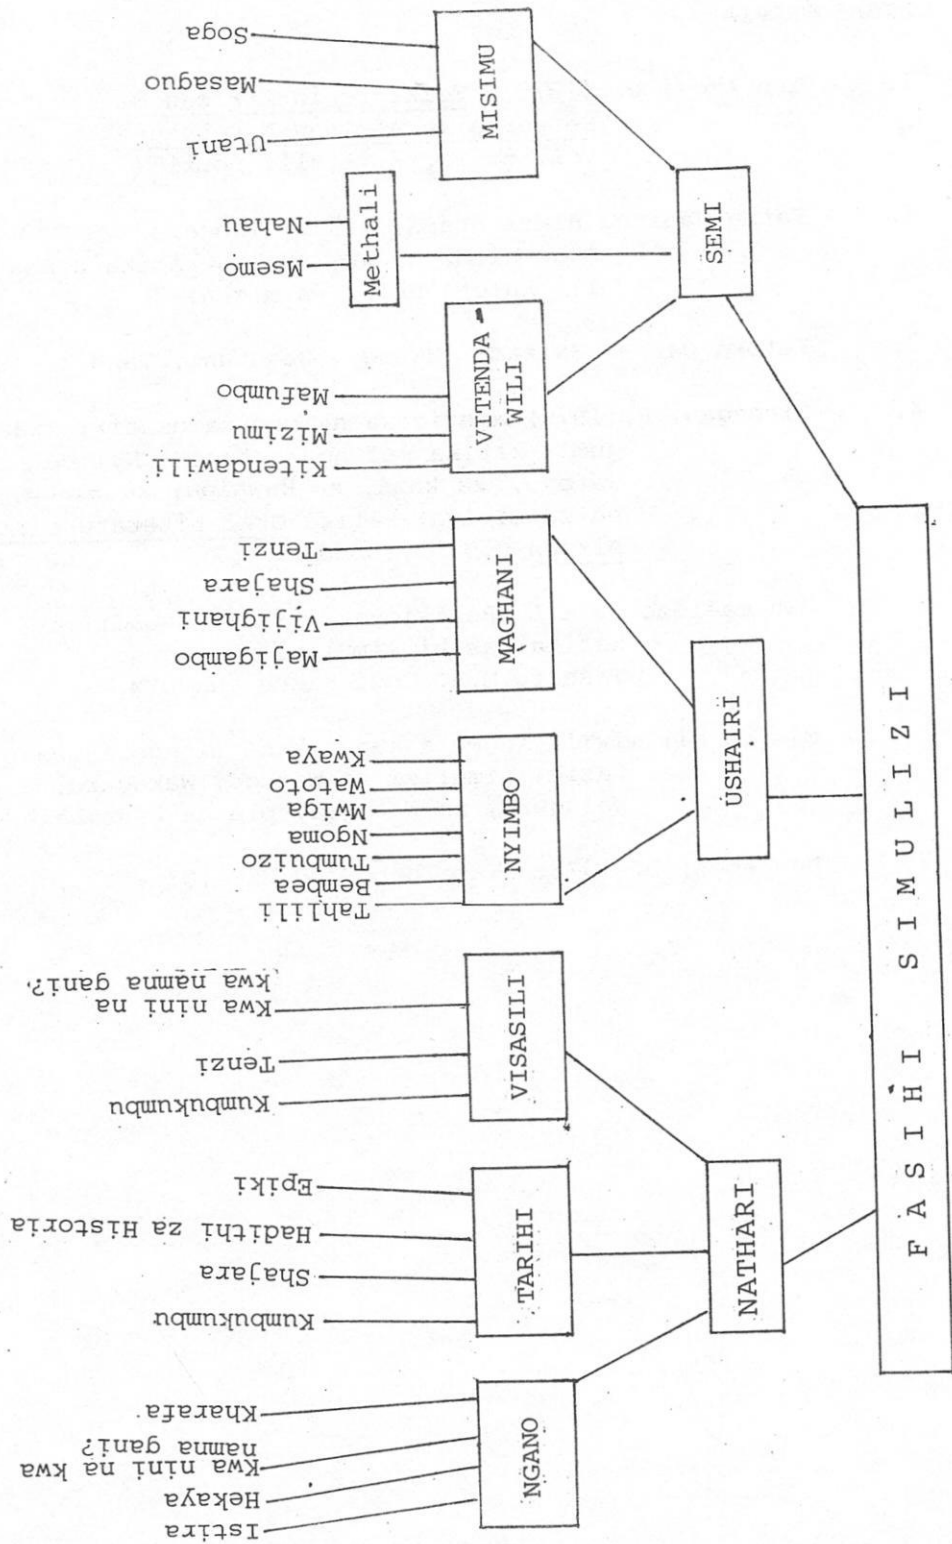 Istira
Hekaya
Kwa nini na kwa
namna gani?
Kharafa
NGANO
Kumbukumbu
Shajara
Hadithi za Historia
Epiki
TARIHI
Kumbukumbu
Tenzi
Kwa nini na
kwa namna gani?
VISASILI
Tahlili
Bembea
Tumbuizo
Ngoma
Mwiga
Watoto
Kwaya
NYIMBO
Majigambo
Vijighani
Shajara
Tenzi
MAGHANI
Kitendawili
Mizimu
Mafumbo
VITENDA-
WILI
Msemo
Nahau
Methali
Utani
Masaguo
Soga
MISIMU
NATHARI
USHAIRI
SEMI
FASIHI SIMULIZI